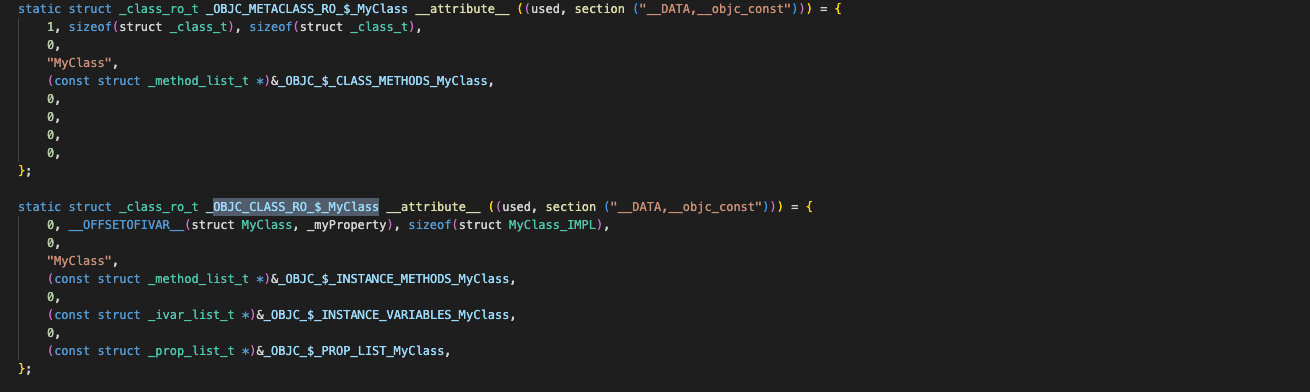 static struct _class_ro_t _OBJC_METACLASS_RO_$_MyClass __attribute__ ((used, section ("__DATA,__objc_const"))) = {
    1, sizeof(struct _class_t), sizeof(struct _class_t),
    0,
    "MyClass",
    (const struct _method_list_t *)&_OBJC_$_CLASS_METHODS_MyClass,
    0,
    0,
    0,
    0,
};
static struct _class_ro_t _OBJC_CLASS_RO_$_MyClass __attribute__ ((used, section ("__DATA,__objc_const"))) = {
    0, __OFFSETOFIVAR__(struct MyClass, _myProperty), sizeof(struct MyClass_IMPL),
    0,
    "MyClass",
    (const struct _method_list_t *)&_OBJC_$_INSTANCE_METHODS_MyClass,
    0,
    (const struct _ivar_list_t *)&_OBJC_$_INSTANCE_VARIABLES_MyClass,
    0,
    (const struct _prop_list_t *)&_OBJC_$_PROP_LIST_MyClass,
};